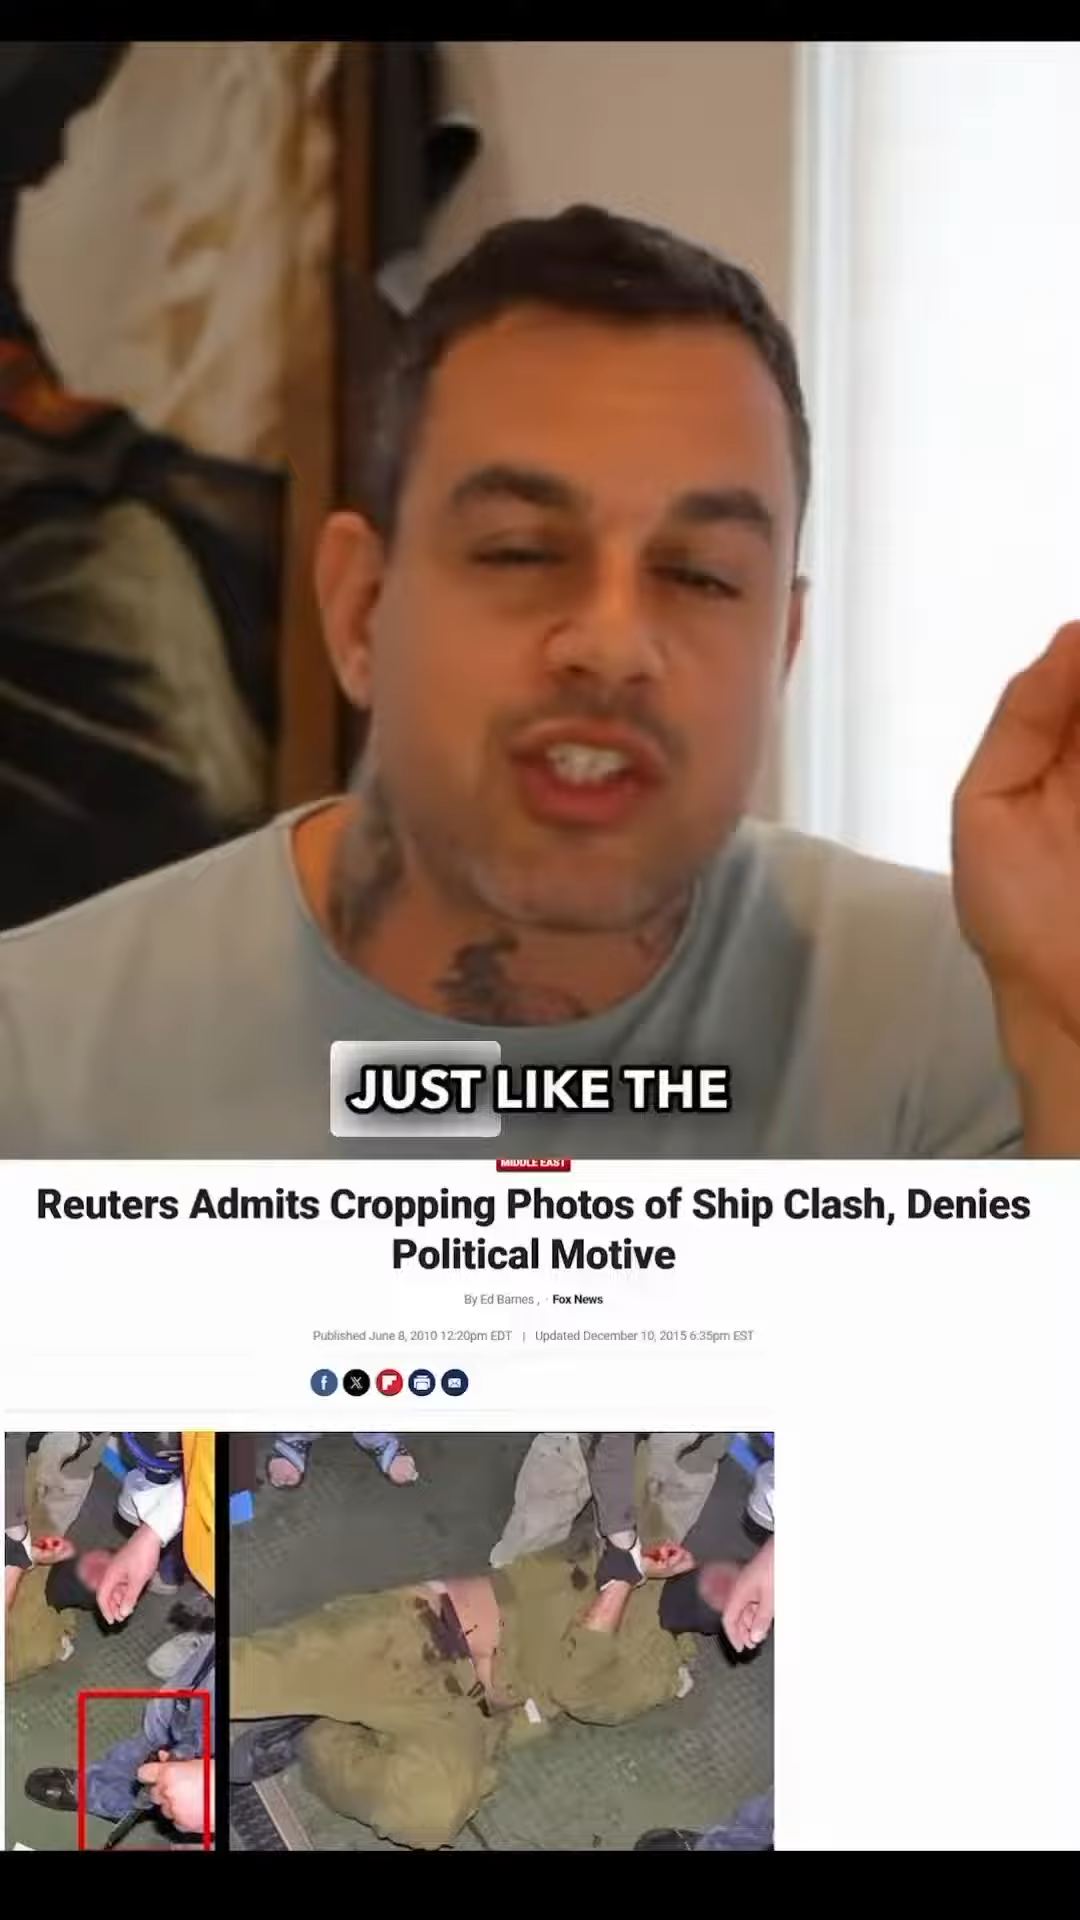 JUST LIKE THE
MIDDLE EAST
Reuters Admits Cropping Photos of Ship Clash, Denies
Political Motive
By Ed Barnes, · Fox News
Published June 8, 2010 12:20pm EDT | Updated December 10, 2015 6:35pm EST